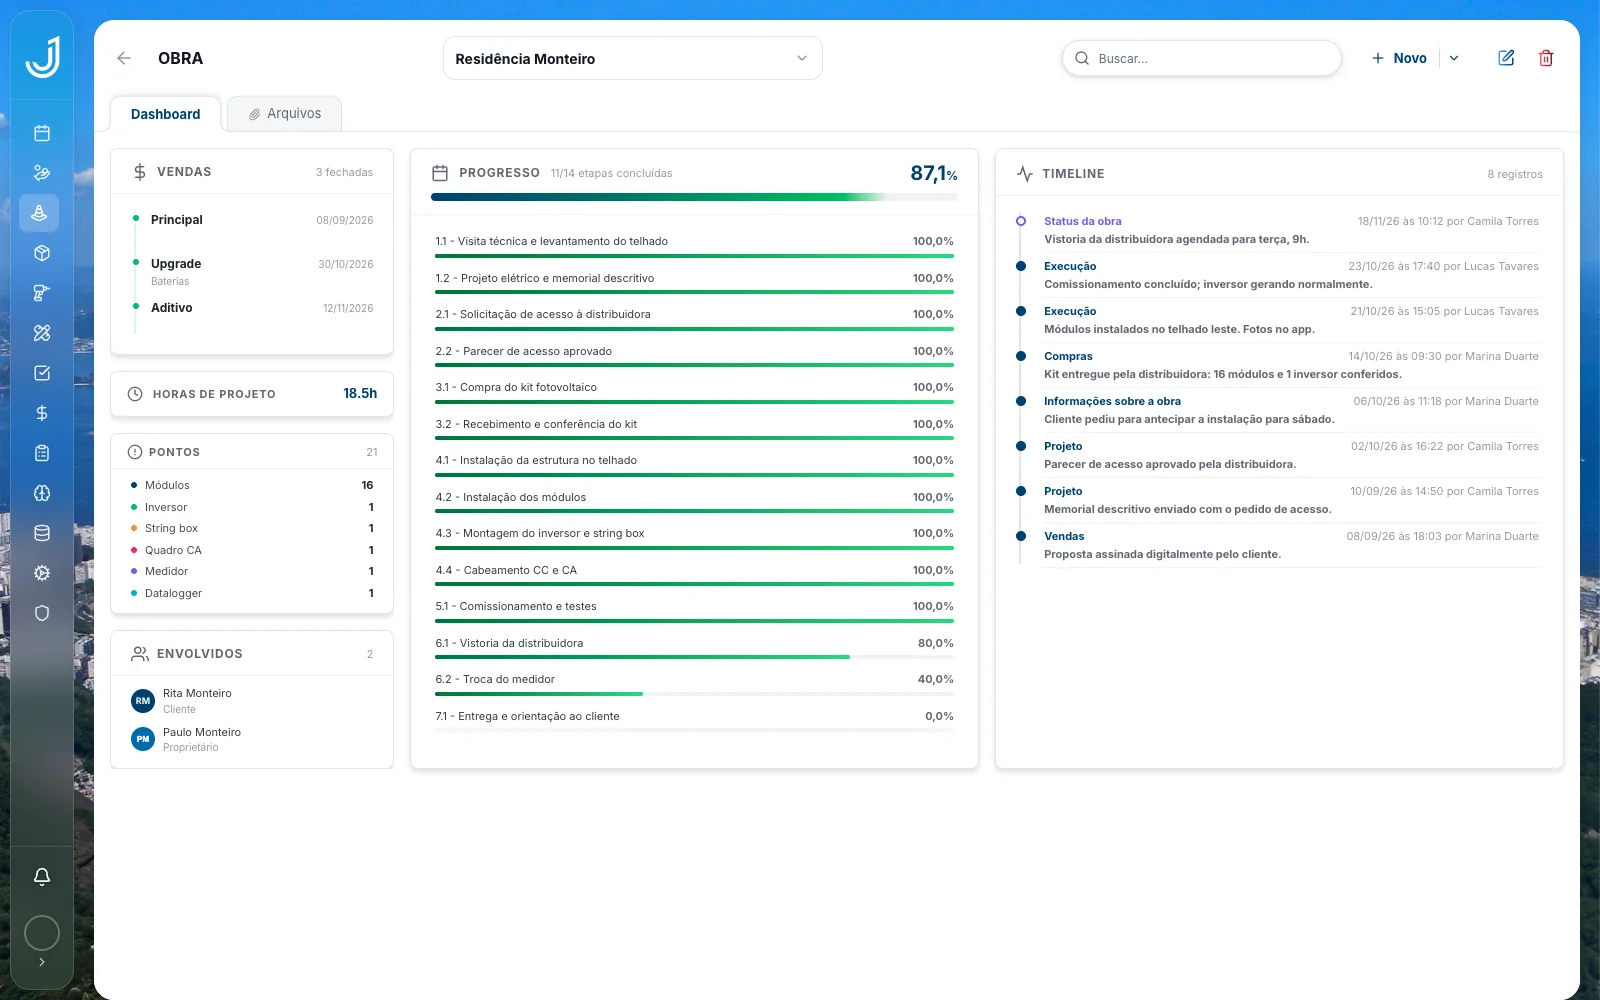 OBRA
Residência Monteiro
Buscar...
Novo
Dashboard
Arquivos
VENDAS
3 fechadas
Principal
08/09/2026
Upgrade
30/10/2026
Baterias
Aditivo
12/11/2026
HORAS DE PROJETO
18.5h
PONTOS
21
Módulos
16
Inversor
1
String box
1
Quadro CA
1
Medidor
1
Datalogger
1
ENVOLVIDOS
2
RM
Rita Monteiro
Cliente
PM
Paulo Monteiro
Proprietário
PROGRESSO
11/14 etapas concluídas
87,1%
1.1 - Visita técnica e levantamento do telhado
100,0%
1.2 - Projeto elétrico e memorial descritivo
100,0%
2.1 - Solicitação de acesso à distribuidora
100,0%
2.2 - Parecer de acesso aprovado
100,0%
3.1 - Compra do kit fotovoltaico
100,0%
3.2 - Recebimento e conferência do kit
100,0%
4.1 - Instalação da estrutura no telhado
100,0%
4.2 - Instalação dos módulos
100,0%
4.3 - Montagem do inversor e string box
100,0%
4.4 - Cabeamento CC e CA
100,0%
5.1 - Comissionamento e testes
100,0%
6.1 - Vistoria da distribuidora
80,0%
6.2 - Troca do medidor
40,0%
7.1 - Entrega e orientação ao cliente
0,0%
TIMELINE
8 registros
Status da obra
18/11/26 às 10:12 por Camila Torres
Vistoria da distribuidora agendada para terça, 9h.
Execução
23/10/26 às 17:40 por Lucas Tavares
Comissionamento concluído; inversor gerando normalmente.
Execução
21/10/26 às 15:05 por Lucas Tavares
Módulos instalados no telhado leste. Fotos no app.
Compras
14/10/26 às 09:30 por Marina Duarte
Kit entregue pela distribuidora: 16 módulos e 1 inversor conferidos.
Informações sobre a obra
06/10/26 às 11:18 por Marina Duarte
Cliente pediu para antecipar a instalação para sábado.
Projeto
02/10/26 às 16:22 por Camila Torres
Parecer de acesso aprovado pela distribuidora.
Projeto
10/09/26 às 14:50 por Camila Torres
Memorial descritivo enviado com o pedido de acesso.
Vendas
08/09/26 às 18:03 por Marina Duarte
Proposta assinada digitalmente pelo cliente.